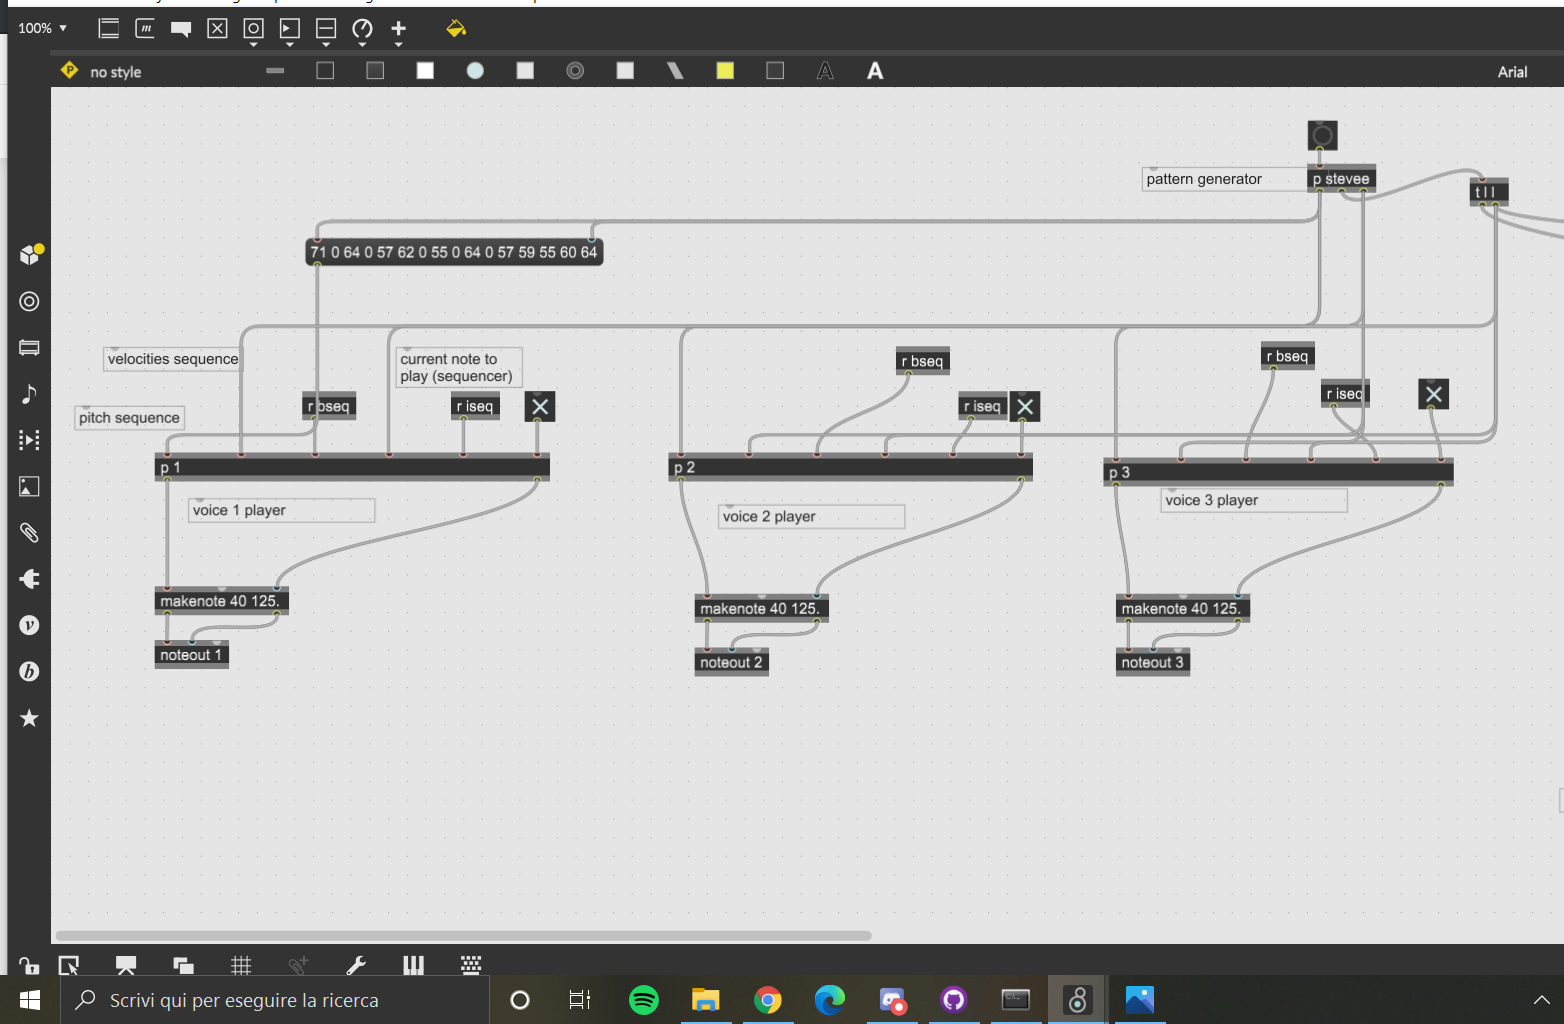 100%
no style
Arial
pattern generator
p stevee
t l l
71 0 64 0 57 62 0 55 0 64 0 57 59 55 60 64
velocities sequence
current note to
play (sequencer)
r bseq
r bseq
pitch sequence
r bseq
r iseq
r iseq
r iseq
p 1
p 2
p 3
voice 1 player
voice 2 player
voice 3 player
makenote 40 125.
makenote 40 125.
makenote 40 125.
noteout 1
noteout 2
noteout 3
Scrivi qui per eseguire la ricerca